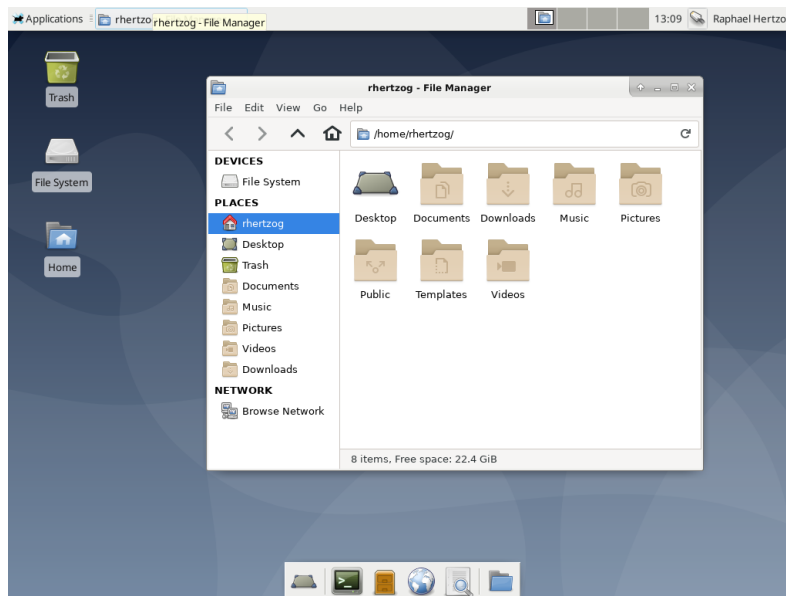 Applications rhertzo rhertzog - File Manager 13:09 Raphael Hertzo
Trash
File System
Home
rhertzog - File Manager
File Edit View Go Help
/home/rhertzog/
DEVICES
File System
PLACES
rhertzog
Desktop
Trash
Documents
Music
Pictures
Videos
Downloads
NETWORK
Browse Network
Desktop Documents Downloads Music Pictures
Public Templates Videos
8 items, Free space: 22.4 GiB